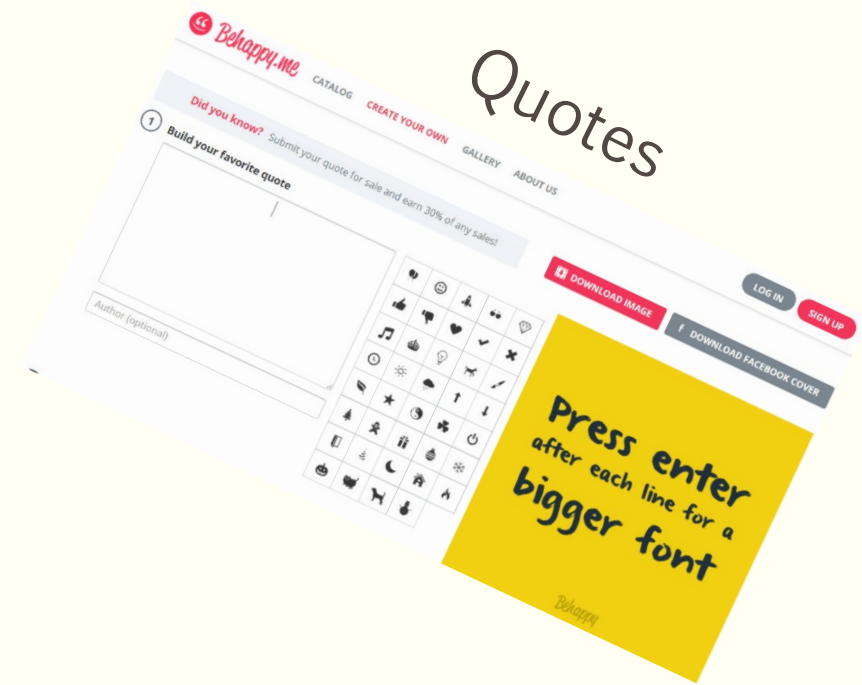 Quotes
Behappy.me
CATALOG
CREATE YOUR OWN
GALLERY
ABOUT US
LOG IN
SIGN UP
Did you know? Submit your quote for sale and earn 30% of any sales!
1 Build your favorite quote
Author (optional)
DOWNLOAD IMAGE
f DOWNLOAD FACEBOOK COVER
Press enter
after each line for a
bigger font
Behappy